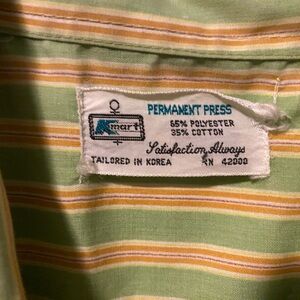 PERMANENT PRESS
Kmart
65% POLYESTER
35% COTTON
Satisfaction Always
TAILORED IN KOREA RN 42000